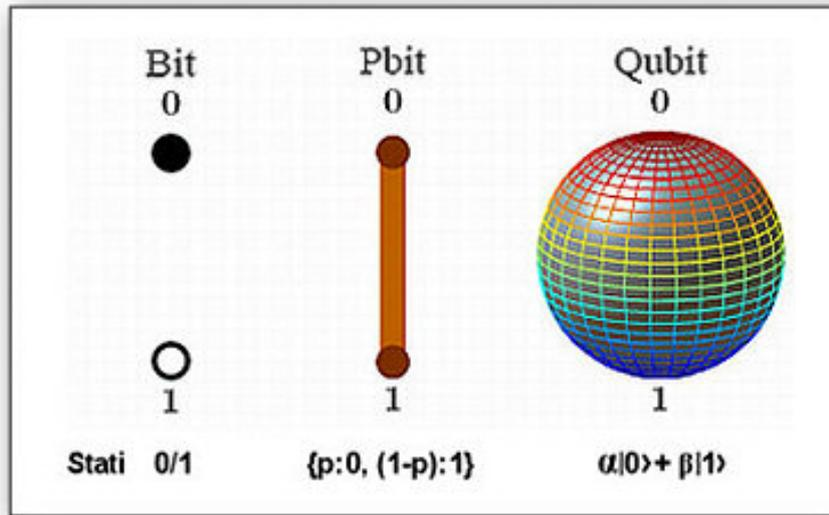 Bit Pbit Qubit
0 0 0
1 1 1
Stati 0/1 {p:0, (1-p):1} α|0>+ β|1>